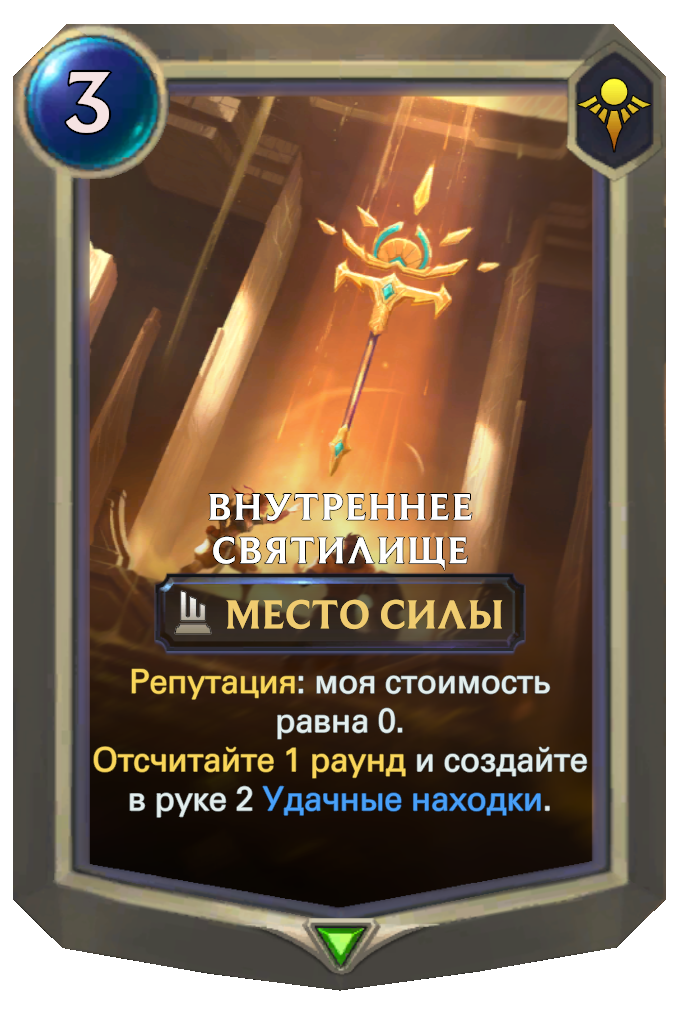 3
ВНУТРЕННЕЕ
СВЯТИЛИЩЕ
МЕСТО СИЛЫ
Репутация: моя стоимость
равна 0.
Отсчитайте 1 раунд и создайте
в руке 2 Удачные находки.